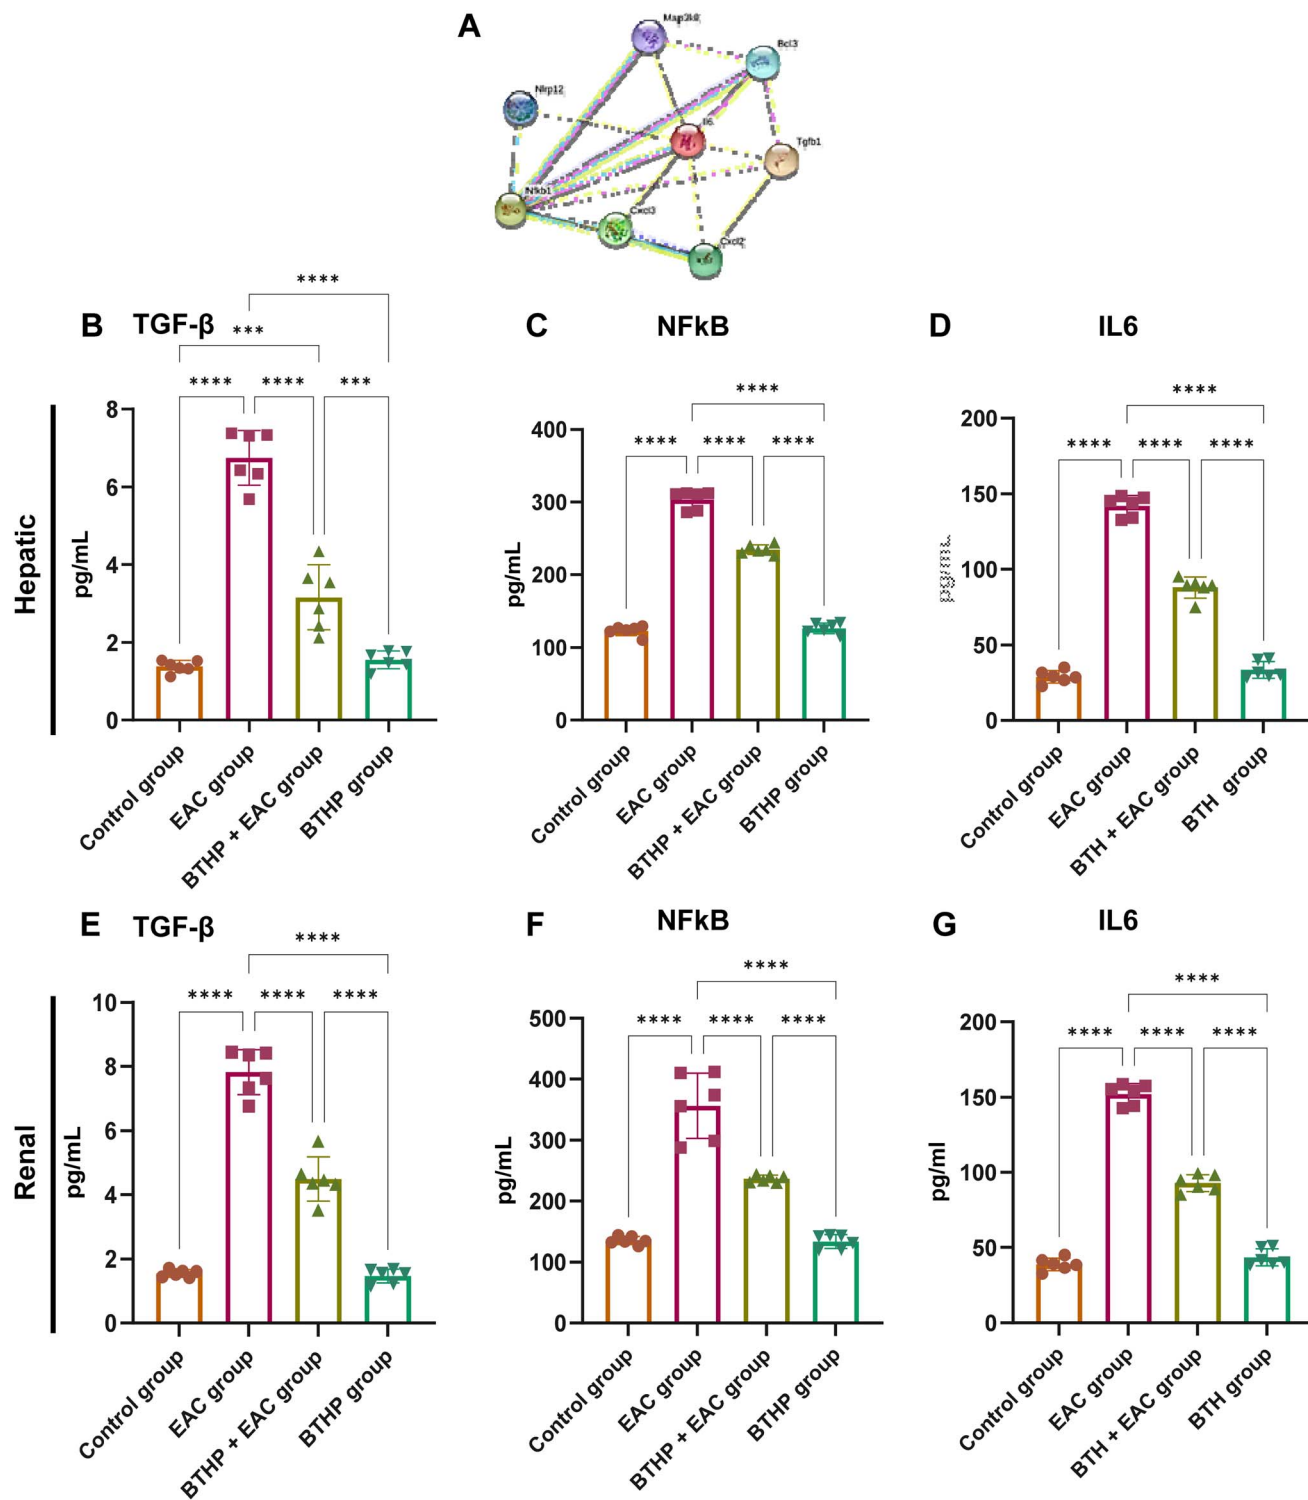 A
Map3k8
Bcl3
Nlrp12
Il6
Tgfb1
Nfkb1
Cxcl3
Cxcl2
B TGF-β
C NFkB
D IL6
****
***
**** **** ***
****
**** **** ****
****
**** **** ****
Hepatic
pg/mL
8
6
4
2
0
Control group
EAC group
BTHP + EAC group
BTHP group
pg/mL
400
300
200
100
0
Control group
EAC group
BTHP + EAC group
BTHP group
pg/mL
200
150
100
50
0
Control group
EAC group
BTH + EAC group
BTH group
E TGF-β
F NFkB
G IL6
****
**** **** ****
****
**** **** ****
****
**** **** ****
Renal
pg/mL
10
8
6
4
2
0
Control group
EAC group
BTHP + EAC group
BTHP group
pg/mL
500
400
300
200
100
0
Control group
EAC group
BTHP + EAC group
BTHP group
pg/ml
200
150
100
50
0
Control group
EAC group
BTH + EAC group
BTH group